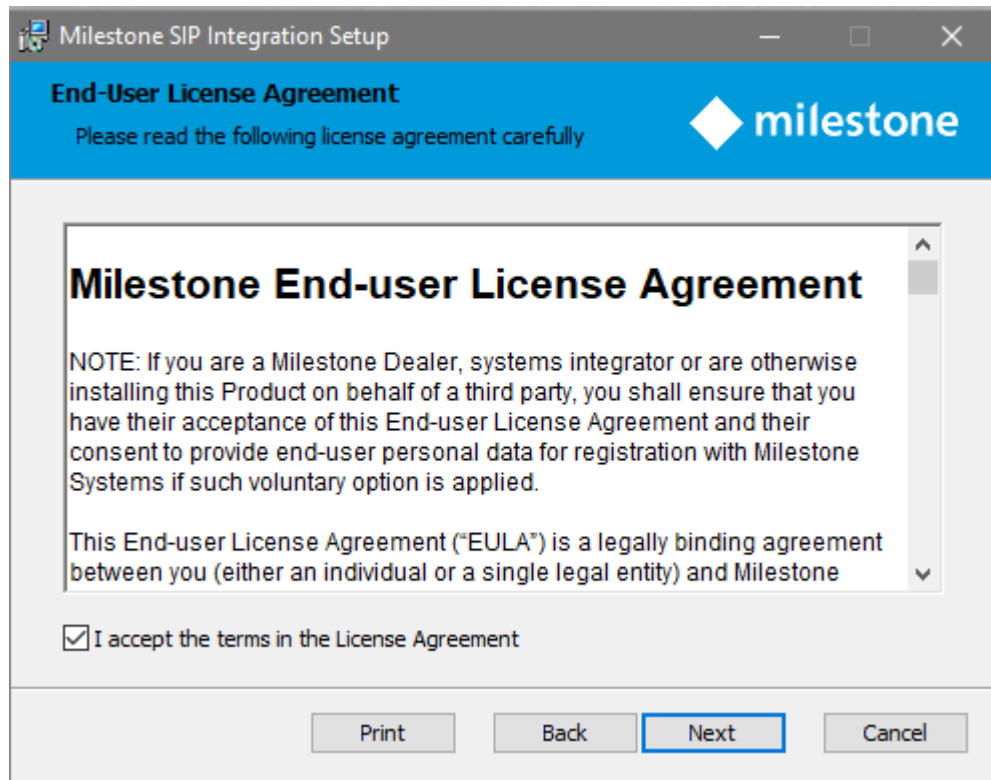 Milestone SIP Integration Setup
End-User License Agreement
Please read the following license agreement carefully
milestone
Milestone End-user License Agreement
NOTE: If you are a Milestone Dealer, systems integrator or are otherwise
installing this Product on behalf of a third party, you shall ensure that you
have their acceptance of this End-user License Agreement and their
consent to provide end-user personal data for registration with Milestone
Systems if such voluntary option is applied.
This End-user License Agreement (“EULA”) is a legally binding agreement
between you (either an individual or a single legal entity) and Milestone
I accept the terms in the License Agreement
Print Back Next Cancel